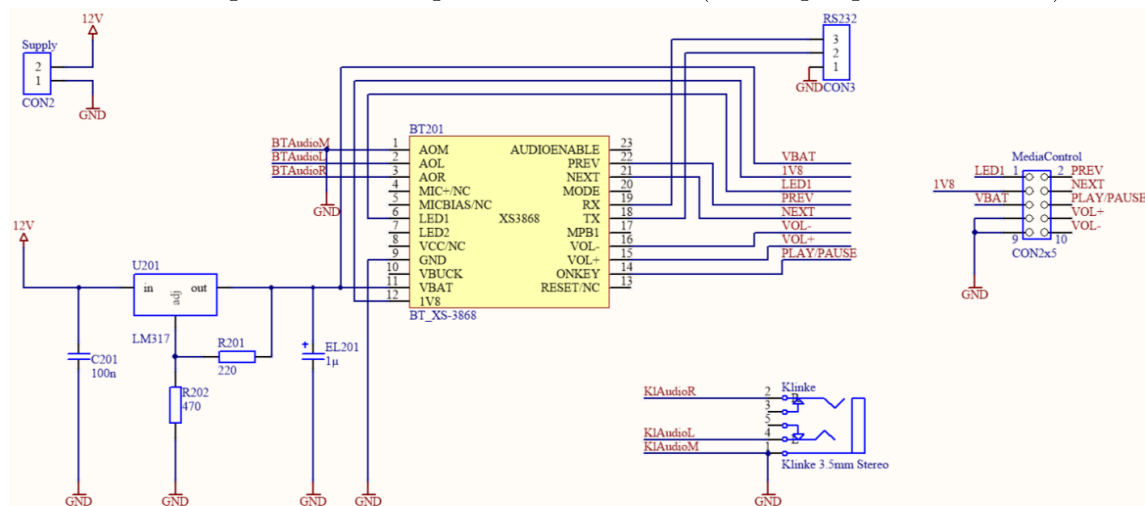 12V
Supply
2
1
CON2
GND
RS232
3
2
1
GND
CON3
BT201
BTAudioM
BTAudioL
BTAudioR
GND
1 AOM
2 AOL
3 AOR
4 MIC+/NC
5 MICBIAS/NC
6 LED1
7 LED2
8 VCC/NC
9 GND
10 VBUCK
11 VBAT
12 1V8
XS3868
AUDIOENABLE 23
PREV 22
NEXT 21
MODE 20
RX 19
TX 18
MPB1 17
VOL- 16
VOL+ 15
ONKEY 14
RESET/NC 13
BT_XS-3868
VBAT
1V8
LED1
PREV
NEXT
VOL-
VOL+
PLAY/PAUSE
MediaControl
LED1 1 2 PREV
1V8 NEXT
VBAT PLAY/PAUSE
VOL+
9 10 VOL-
CON2x5
GND
12V
U201
in adj out
LM317
C201
100n
R201
220
R202
470
EL201
1µ
GND
GND
GND
GND
Klinke
KlAudioR 2
R
3
5
KlAudioL 4
L
KlAudioM 1
Klinke 3.5mm Stereo
GND